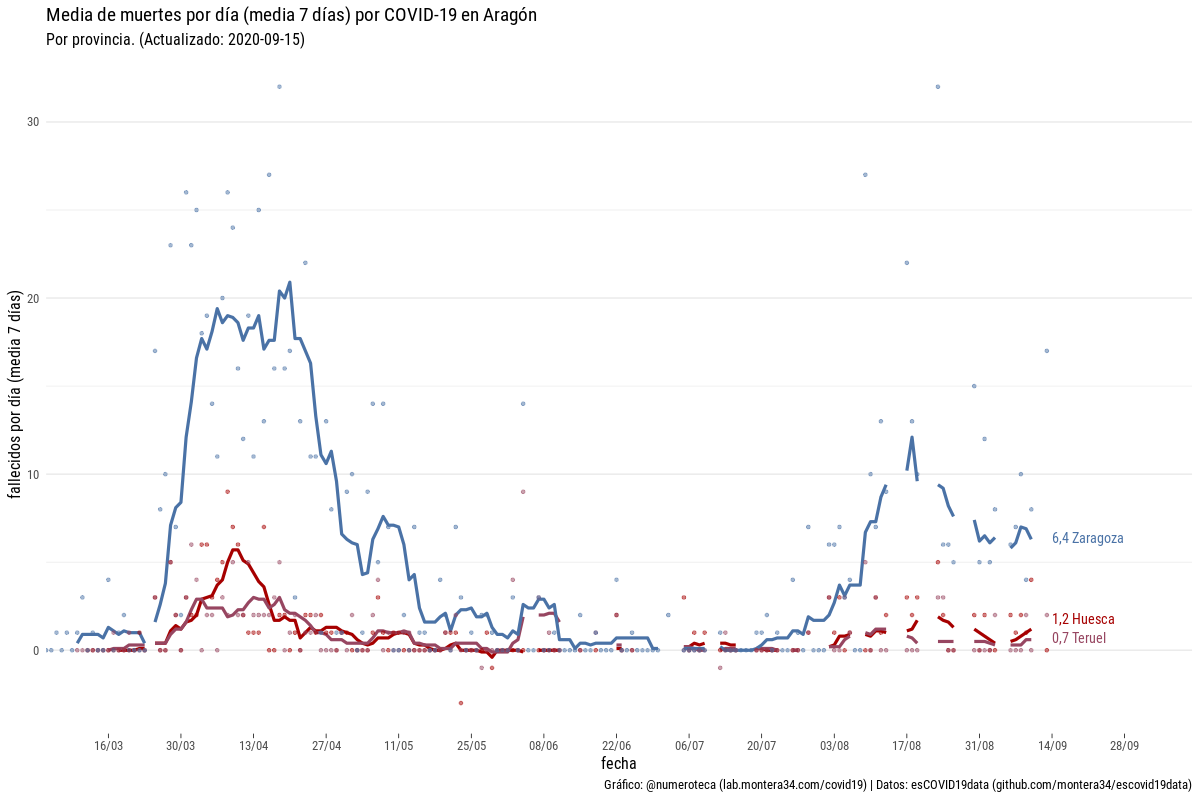 Media de muertes por día (media 7 días) por COVID-19 en Aragón
Por provincia. (Actualizado: 2020-09-15)
fallecidos por día (media 7 días)
30
20
10
0
6,4 Zaragoza
1,2 Huesca
0,7 Teruel
16/03 30/03 13/04 27/04 11/05 25/05 08/06 22/06 06/07 20/07 03/08 17/08 31/08 14/09 28/09
fecha
Gráfico: @numeroteca (lab.montera34.com/covid19) | Datos: esCOVID19data (github.com/montera34/escovid19data)